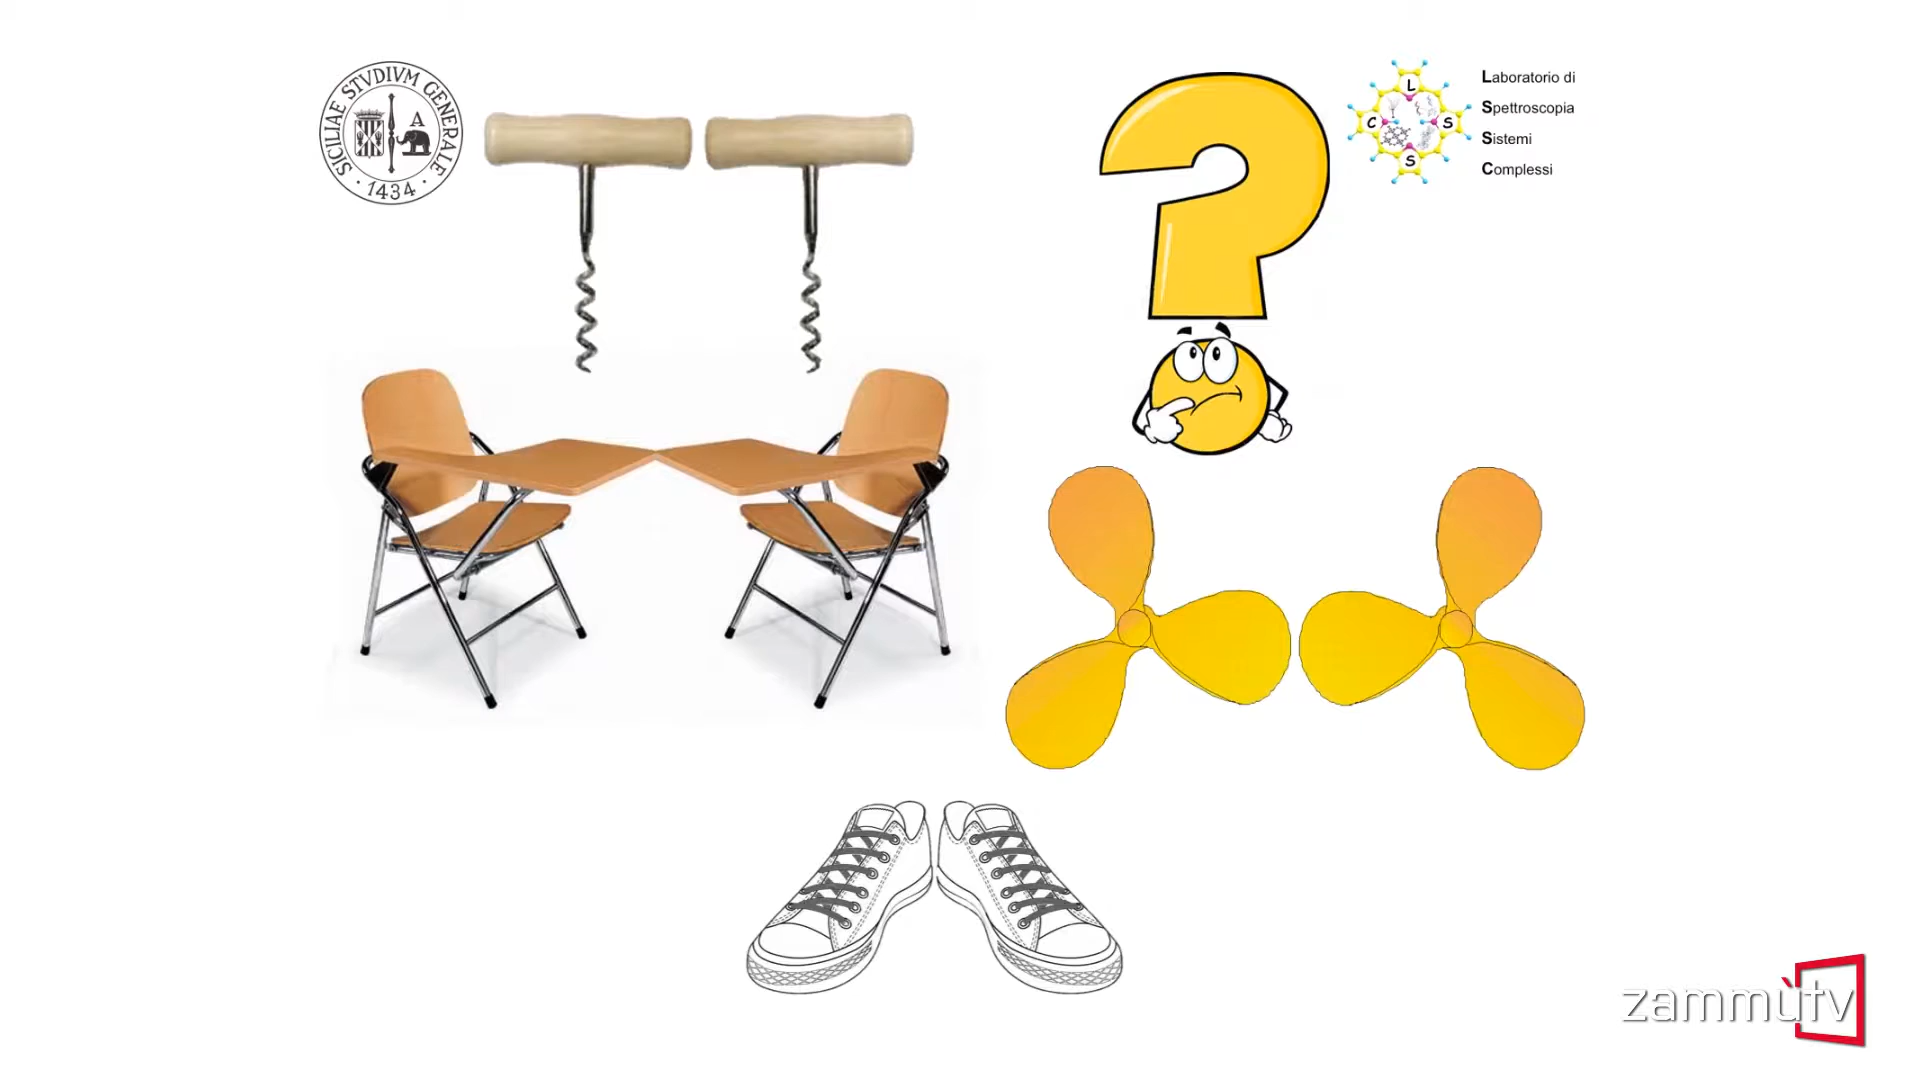 SICILIAE STVDIVM GENERALE
A
· 1434 ·
?
L
C S
S
Laboratorio di
Spettroscopia
Sistemi
Complessi
zammùtv